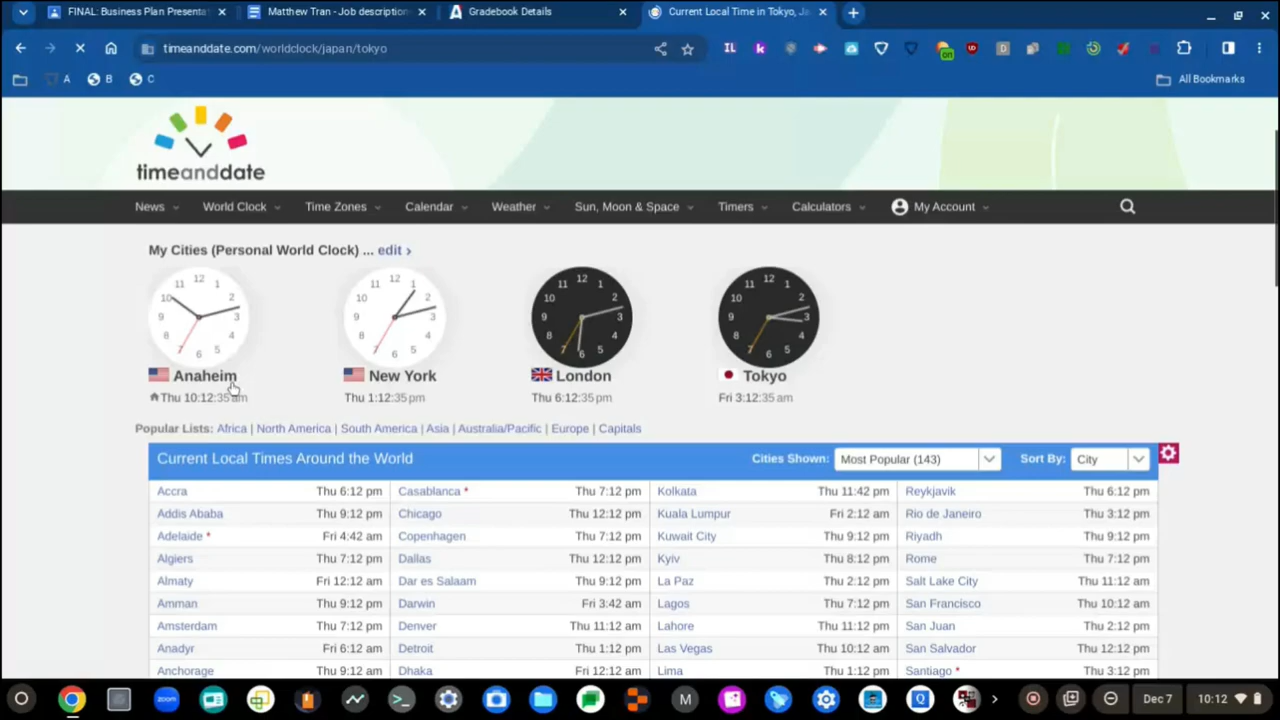 FINAL: Business Plan Presentat
Matthew Tran - Job description
Gradebook Details
Current Local Time in Tokyo, Ja
timeanddate.com/worldclock/japan/tokyo
A
B
C
All Bookmarks
timeanddate
News
World Clock
Time Zones
Calendar
Weather
Sun, Moon & Space
Timers
Calculators
My Account
My Cities (Personal World Clock) ... edit ›
Anaheim
New York
London
Tokyo
Thu 10:12:35 am
Thu 1:12:35 pm
Thu 6:12:35 pm
Fri 3:12:35 am
Popular Lists: Africa | North America | South America | Asia | Australia/Pacific | Europe | Capitals
Current Local Times Around the World
Cities Shown: Most Popular (143)
Sort By: City
Accra Thu 6:12 pm Casablanca * Thu 7:12 pm Kolkata Thu 11:42 pm Reykjavik Thu 6:12 pm
Addis Ababa Thu 9:12 pm Chicago Thu 12:12 pm Kuala Lumpur Fri 2:12 am Rio de Janeiro Thu 3:12 pm
Adelaide * Fri 4:42 am Copenhagen Thu 7:12 pm Kuwait City Thu 9:12 pm Riyadh Thu 9:12 pm
Algiers Thu 7:12 pm Dallas Thu 12:12 pm Kyiv Thu 8:12 pm Rome Thu 7:12 pm
Almaty Fri 12:12 am Dar es Salaam Thu 9:12 pm La Paz Thu 2:12 pm Salt Lake City Thu 11:12 am
Amman Thu 9:12 pm Darwin Fri 3:42 am Lagos Thu 7:12 pm San Francisco Thu 10:12 am
Amsterdam Thu 7:12 pm Denver Thu 11:12 am Lahore Thu 11:12 pm San Juan Thu 2:12 pm
Anadyr Fri 6:12 am Detroit Thu 1:12 pm Las Vegas Thu 10:12 am San Salvador Thu 12:12 pm
Anchorage Thu 9:12 am Dhaka Fri 12:12 am Lima Thu 1:12 pm Santiago * Thu 3:12 pm
Dec 7
10:12